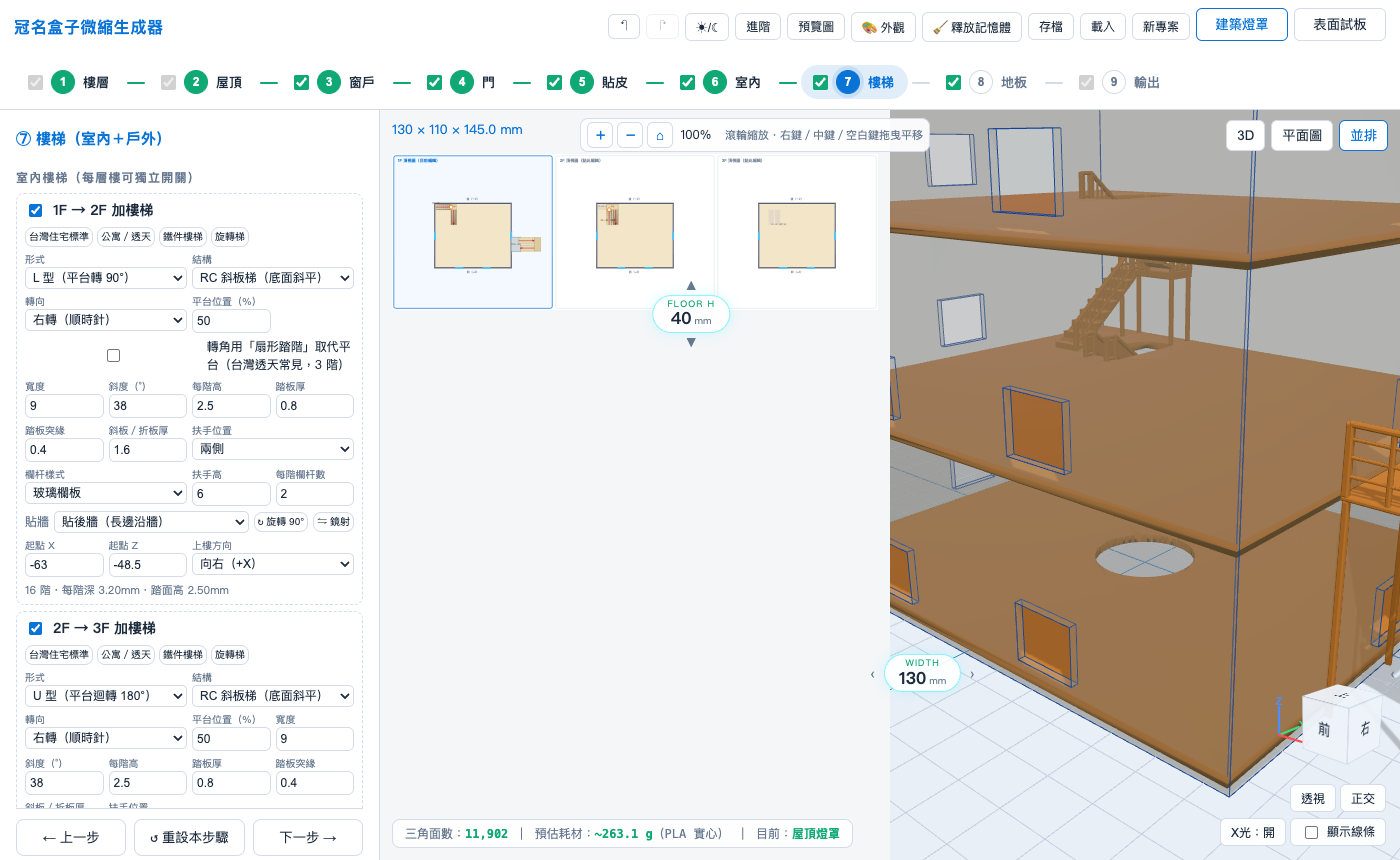 冠名盒子微縮生成器
↰ ↱ ☀/☾ 進階 預覽圖 🎨 外觀 🧹 釋放記憶體 存檔 載入 新專案 建築燈罩 表面試板
1 樓層 2 屋頂 3 窗戶 4 門 5 貼皮 6 室內 7 樓梯 8 地板 9 輸出
⑦ 樓梯（室內＋戶外）
室內樓梯（每層樓可獨立開關）
1F → 2F 加樓梯
台灣住宅標準 公寓 / 透天 鐵件樓梯 旋轉梯
形式 結構
L 型（平台轉 90°） RC 斜板梯（底面斜平）
轉向 平台位置（%）
右轉（順時針） 50
轉角用「扇形踏階」取代平
台（台灣透天常見，3 階）
寬度 斜度（°） 每階高 踏板厚
9 38 2.5 0.8
踏板突緣 斜板 / 折板厚 扶手位置
0.4 1.6 兩側
欄杆樣式 扶手高 每階欄杆數
玻璃欄板 6 2
貼牆 貼後牆（長邊沿牆） ↻ 旋轉 90° ⇋ 鏡射
起點 X 起點 Z 上樓方向
-63 -48.5 向右（+X）
16 階 · 每階深 3.20mm · 踏面高 2.50mm
2F → 3F 加樓梯
台灣住宅標準 公寓 / 透天 鐵件樓梯 旋轉梯
形式 結構
U 型（平台迴轉 180°） RC 斜板梯（底面斜平）
轉向 平台位置（%） 寬度
右轉（順時針） 50 9
斜度（°） 每階高 踏板厚 踏板突緣
38 2.5 0.8 0.4
斜板 / 折板厚 扶手位置
← 上一步 ↺ 重設本步驟 下一步 →
130 × 110 × 145.0 mm
+ − ⌂ 100% 滾輪縮放 · 右鍵 / 中鍵 / 空白鍵拖曳平移
FLOOR H
40 mm
WIDTH
130 mm
三角面數：11,902 | 預估耗材：~263.1 g (PLA 實心) | 目前：屋頂燈罩
3D 平面圖 並排
Z
前 右
透視 正交
X光：開 顯示線條